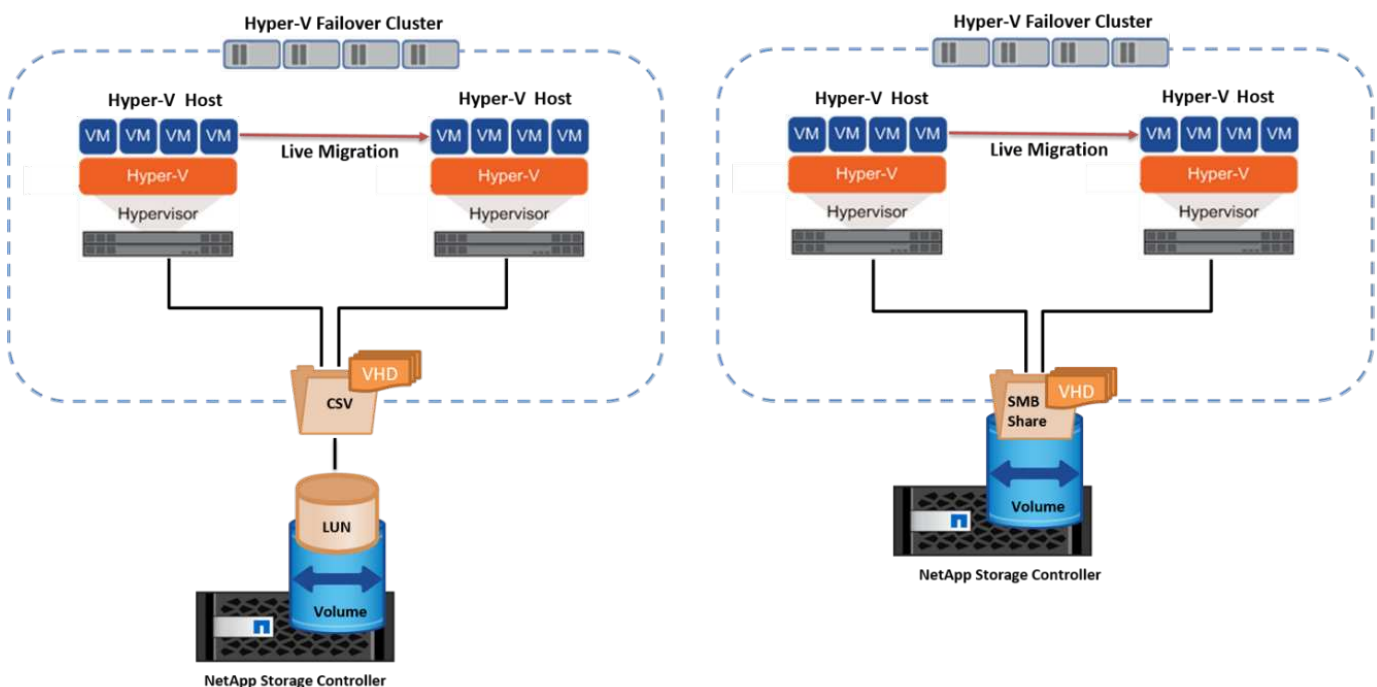 Hyper-V Failover Cluster
Hyper-V Host
Hyper-V Host
VM VM VM VM
VM VM VM VM
Live Migration
Hyper-V
Hyper-V
Hypervisor
Hypervisor
VHD
CSV
LUN
Volume
NetApp Storage Controller
Hyper-V Failover Cluster
Hyper-V Host
Hyper-V Host
VM VM VM VM
VM VM VM VM
Live Migration
Hyper-V
Hyper-V
Hypervisor
Hypervisor
VHD
SMB
Share
Volume
NetApp Storage Controller